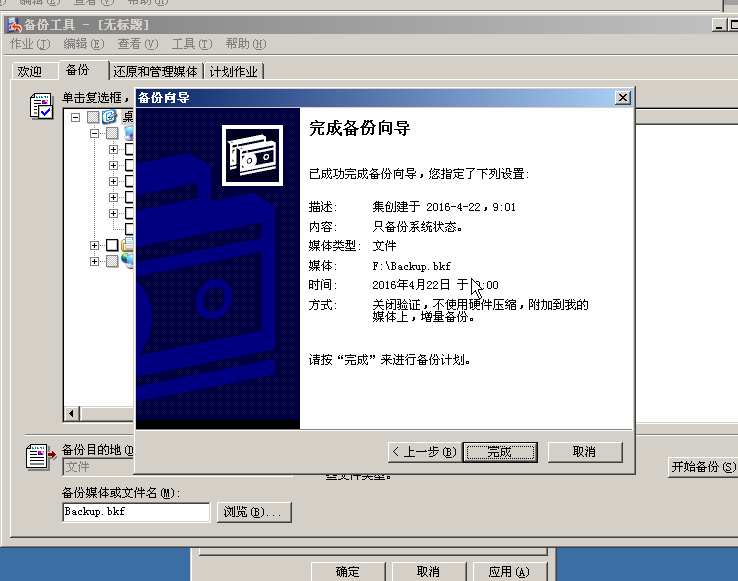 备份工具 - [无标题]
作业(J) 编辑(E) 查看(V) 工具(T) 帮助(H)
欢迎 备份 还原和管理媒体 计划作业
单击复选框，
备份向导
完成备份向导
已成功完成备份向导，您指定了下列设置:
描述: 集创建于 2016-4-22，9:01
内容: 只备份系统状态。
媒体类型: 文件
媒体: F:\Backup.bkf
时间: 2016年4月22日 于 :00
方式: 关闭验证，不使用硬件压缩，附加到我的
媒体上，增量备份。
请按“完成”来进行备份计划。
< 上一步(B) 完成 取消
备份目的地(D
文件
备份媒体或文件名(M):
Backup.bkf 浏览(B)...
些文件类型。
开始备份(S)
确定 取消 应用(A)